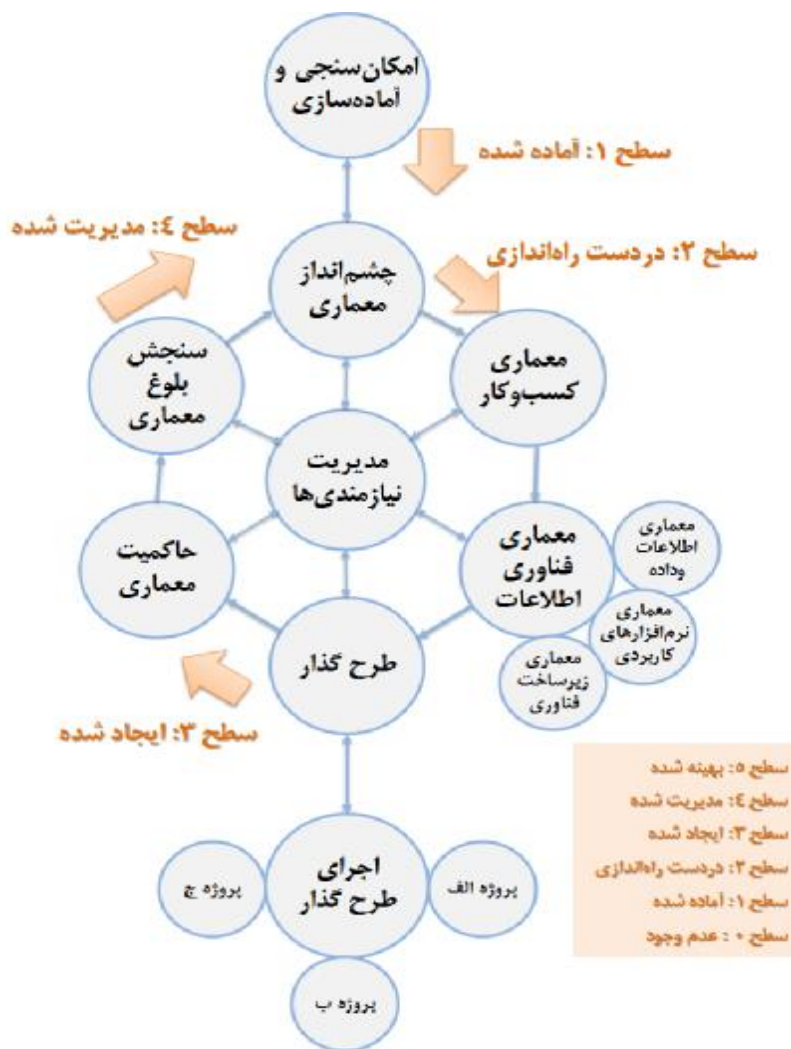 امکان‌سنجی و
آماده‌سازی
سطح ۱: آماده شده
سطح ٤: مدیریت شده
چشم‌انداز
معماری
سطح ۲: دردست راه‌اندازی
سنجش
بلوغ
معماری
معماری
کسب‌وکار
مدیریت
نیازمندی‌ها
حاکمیت
معماری
معماری
فناوری
اطلاعات
معماری
اطلاعات
وداده
معماری
نرم‌افزارهای
کاربردی
معماری
زیرساخت
فناوری
طرح گذار
سطح ۳: ایجاد شده
اجرای
طرح گذار
پروژه الف
پروژه ج
پروژه ب
سطح ٥: بهینه شده
سطح ٤: مدیریت شده
سطح ۳: ایجاد شده
سطح ۲: دردست راه‌اندازی
سطح ۱: آماده شده
سطح ۰: عدم وجود